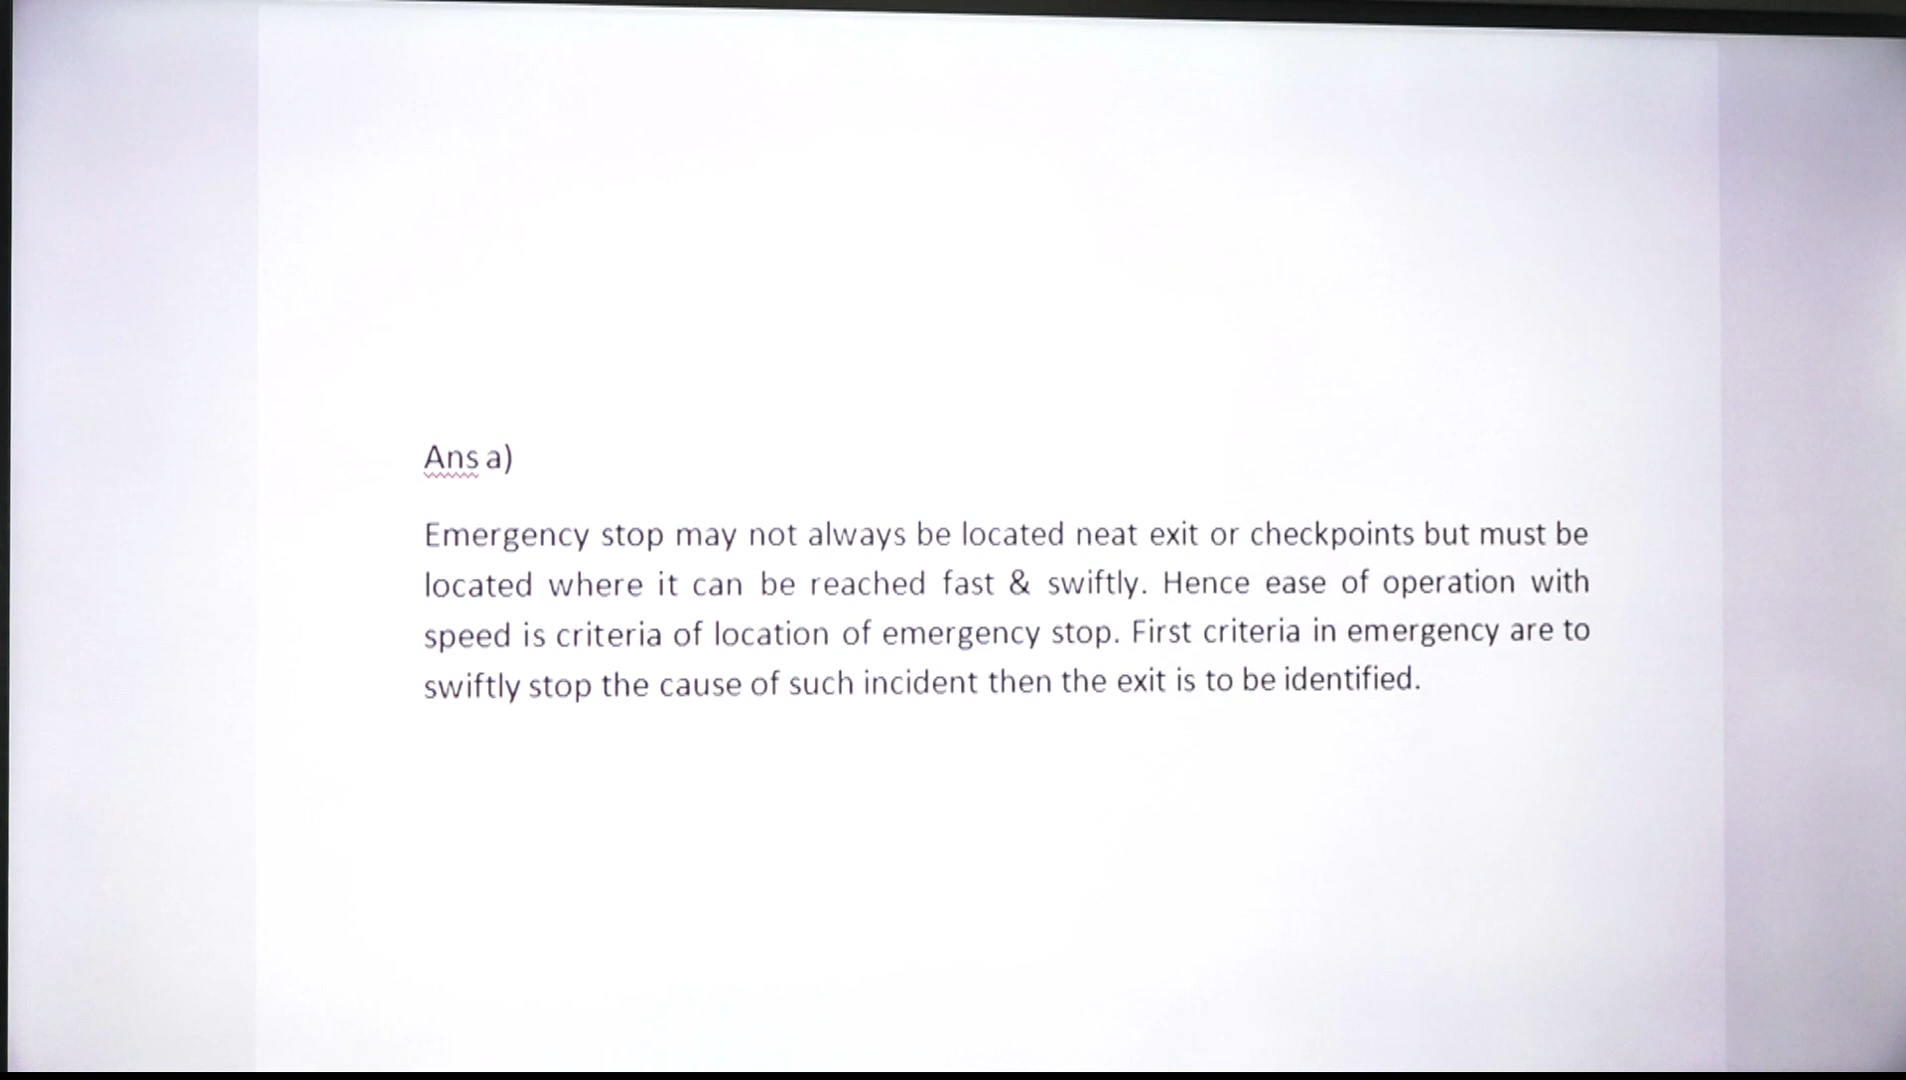 Ans a)
Emergency stop may not always be located neat exit or checkpoints but must be
located where it can be reached fast & swiftly. Hence ease of operation with
speed is criteria of location of emergency stop. First criteria in emergency are to
swiftly stop the cause of such incident then the exit is to be identified.